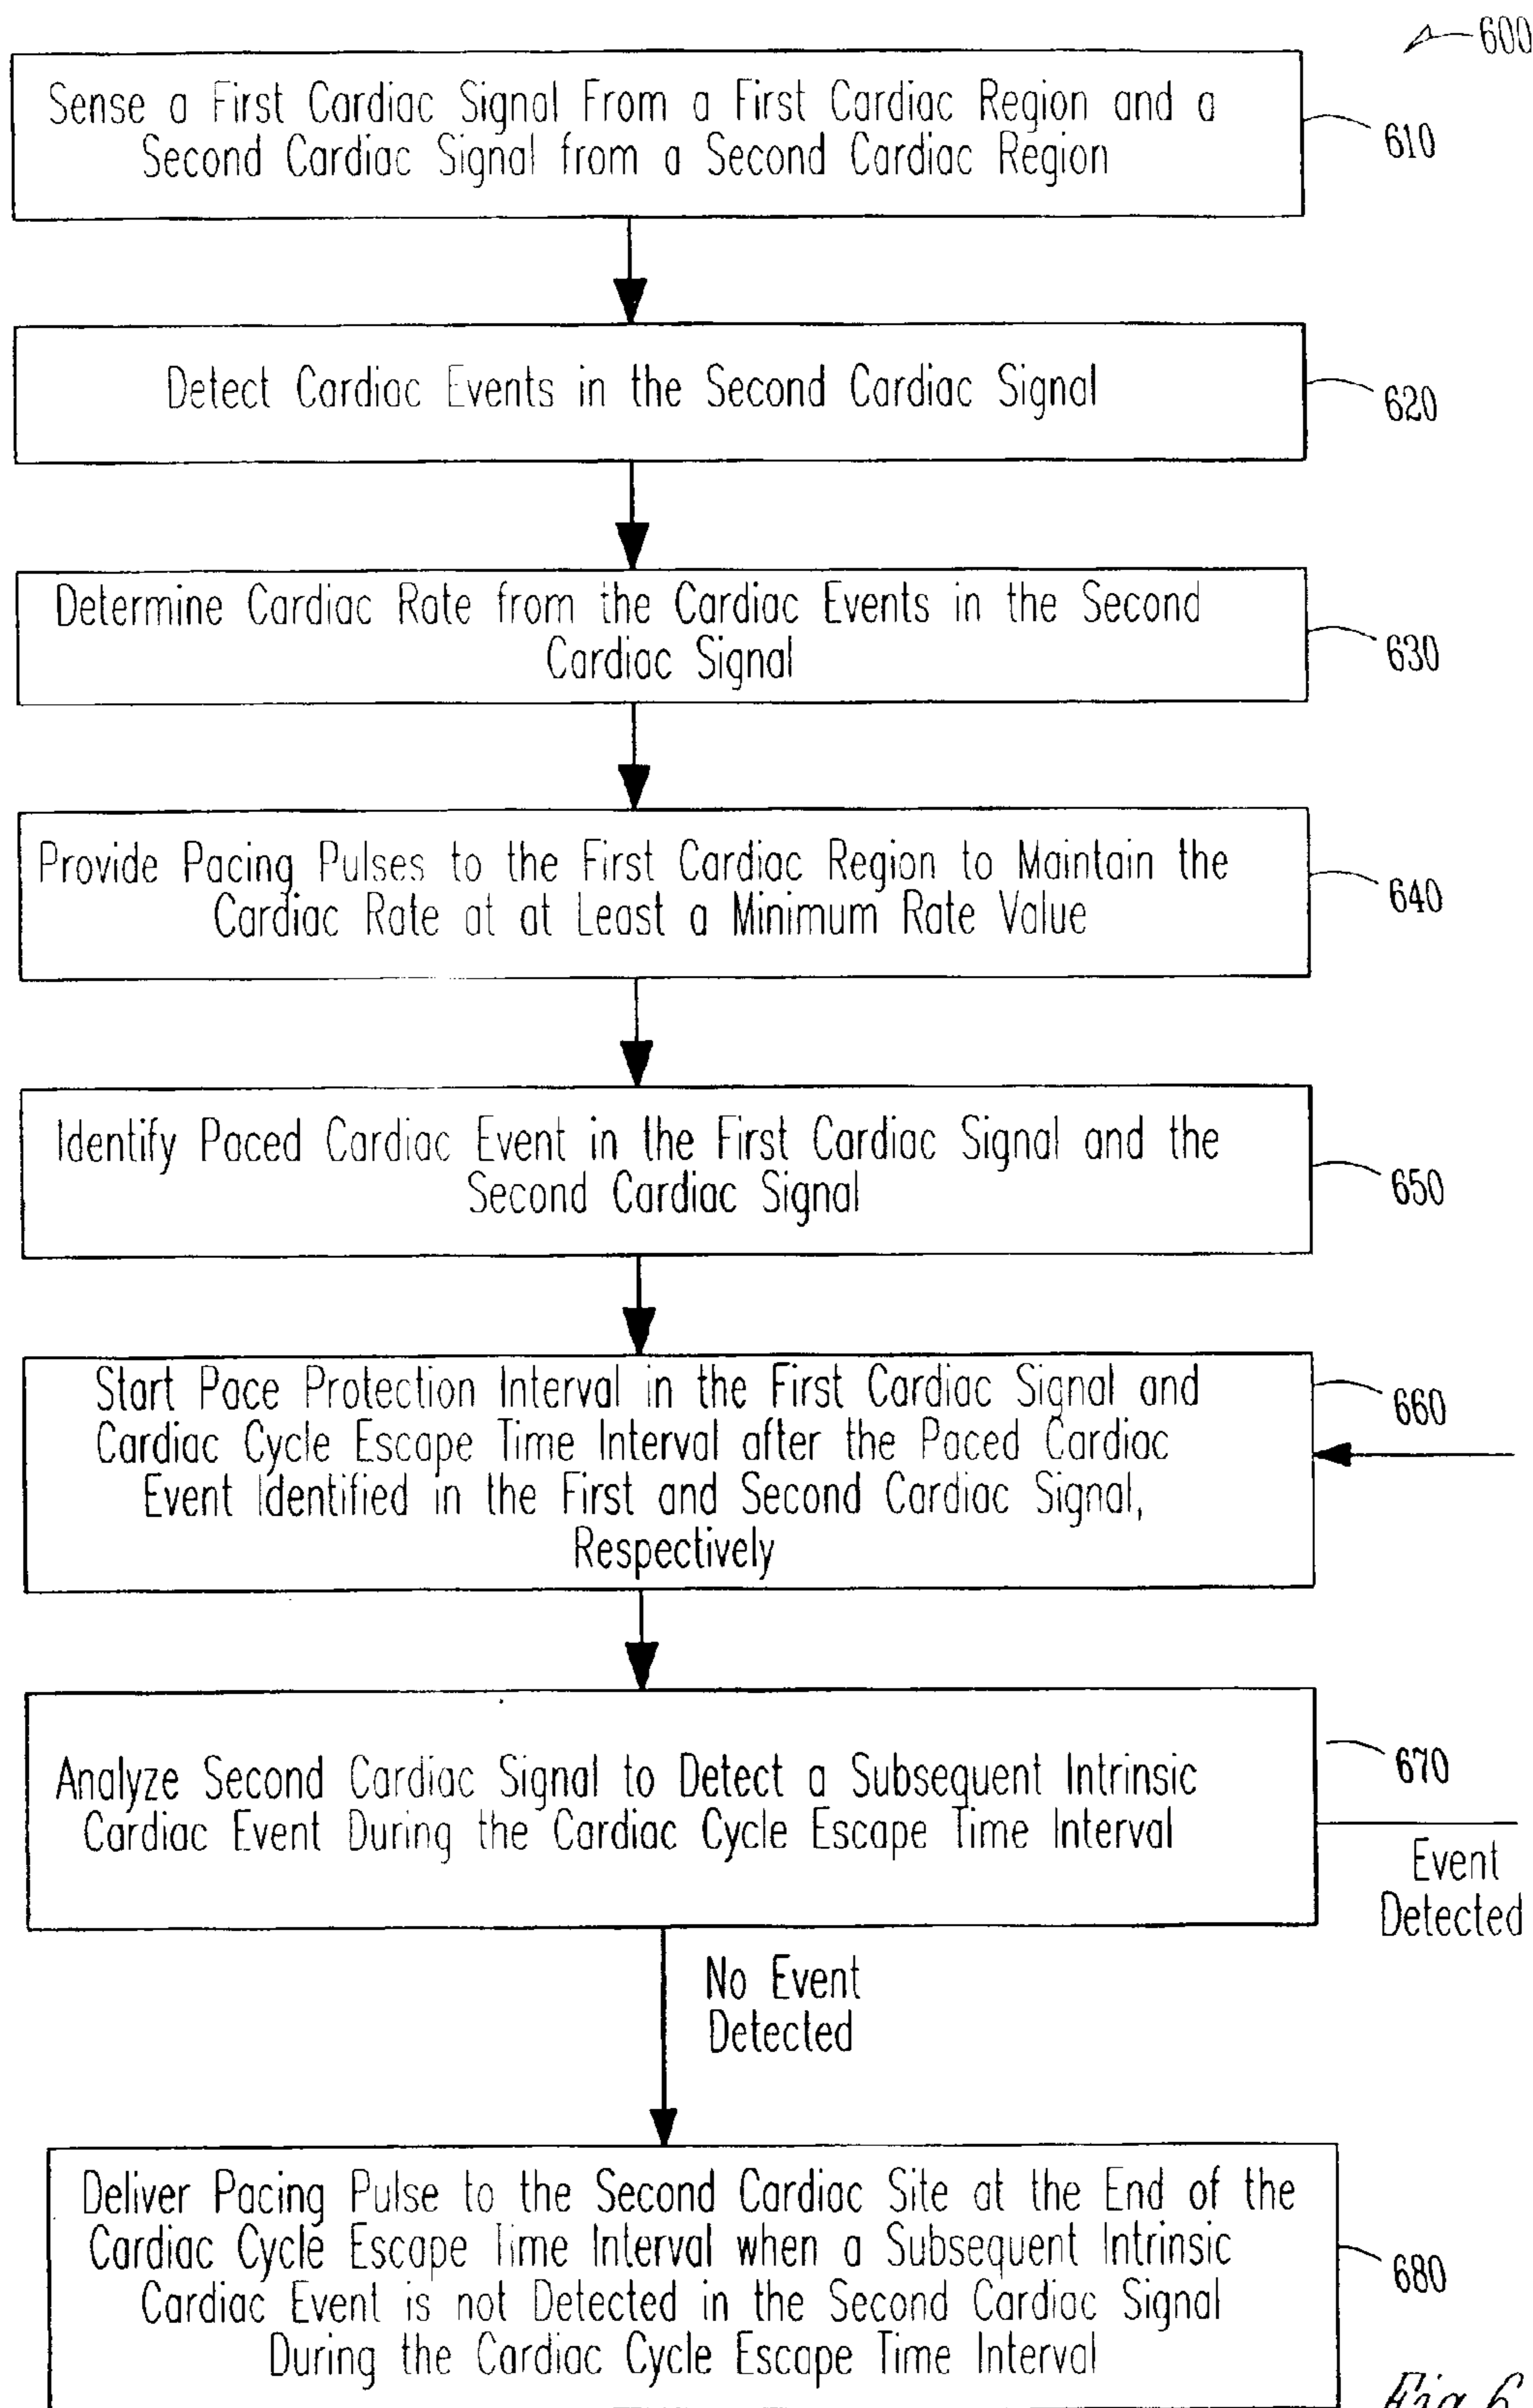 600
Sense a First Cardiac Signal From a First Cardiac Region and a
Second Cardiac Signal from a Second Cardiac Region
610
Detect Cardiac Events in the Second Cardiac Signal
620
Determine Cardiac Rate from the Cardiac Events in the Second
Cardiac Signal
630
Provide Pacing Pulses to the First Cardiac Region to Maintain the
Cardiac Rate at at Least a Minimum Rate Value
640
Identify Paced Cardiac Event in the First Cardiac Signal and the
Second Cardiac Signal
650
Start Pace Protection Interval in the First Cardiac Signal and
Cardiac Cycle Escape Time Interval after the Paced Cardiac
Event Identified in the First and Second Cardiac Signal,
Respectively
660
Analyze Second Cardiac Signal to Detect a Subsequent Intrinsic
Cardiac Event During the Cardiac Cycle Escape Time Interval
670
Event
Detected
No Event
Detected
Deliver Pacing Pulse to the Second Cardiac Site at the End of the
Cardiac Cycle Escape Time Interval when a Subsequent Intrinsic
Cardiac Event is not Detected in the Second Cardiac Signal
During the Cardiac Cycle Escape Time Interval
680
Fig 6